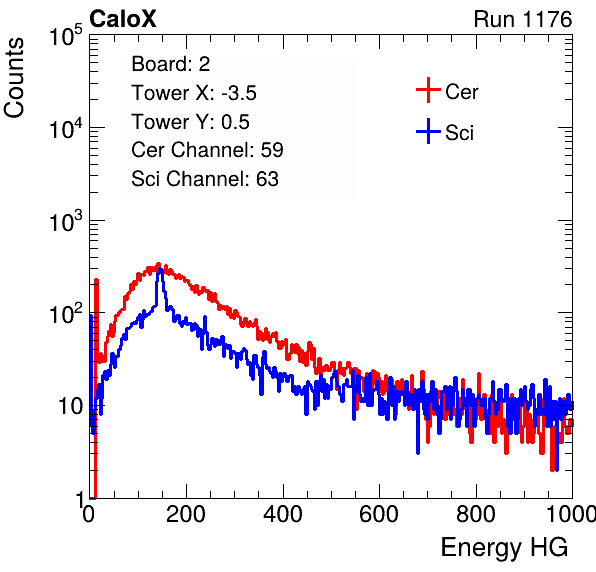 CaloX Run 1176
10^5
10^4
10^3
10^2
10
1
Counts
Board: 2
Tower X: -3.5
Tower Y: 0.5
Cer Channel: 59
Sci Channel: 63
Cer
Sci
0 200 400 600 800 1000
Energy HG